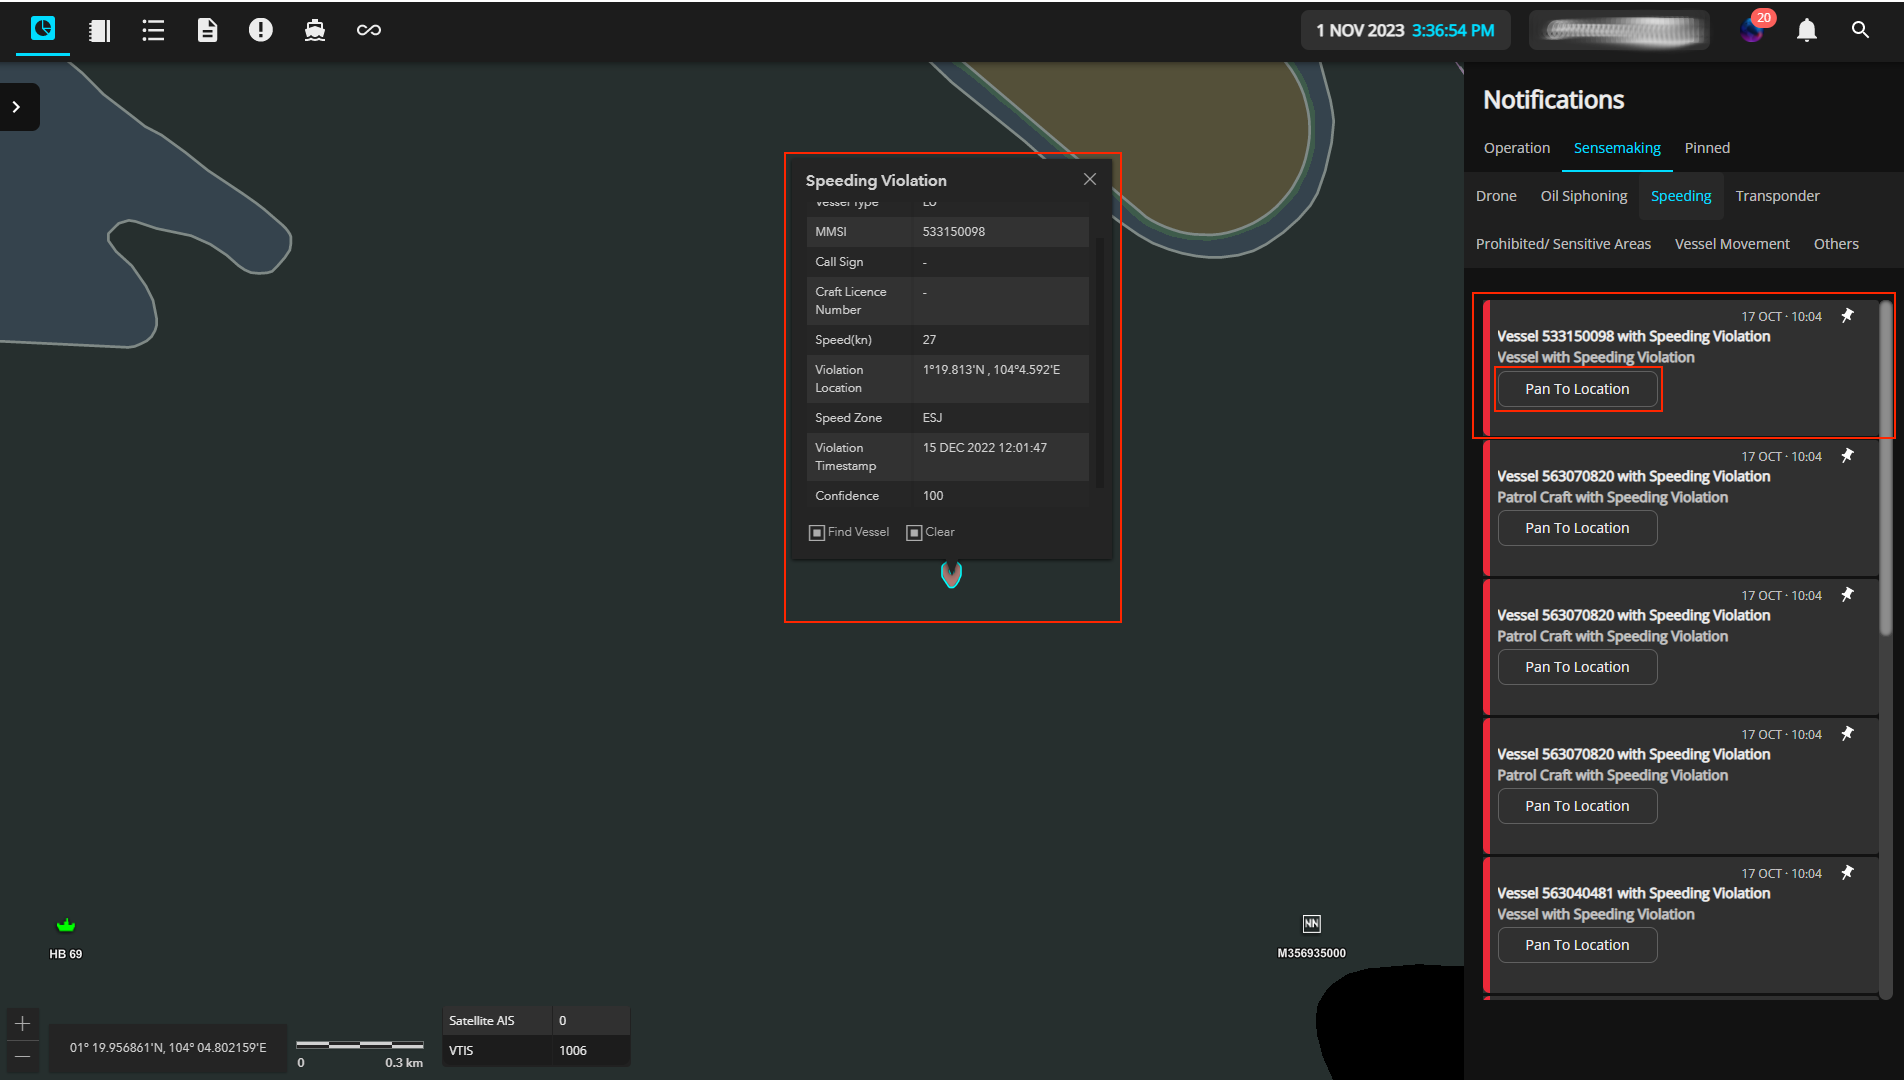 1 NOV 2023 3:36:54 PM
20
Notifications
Operation Sensemaking Pinned
Drone Oil Siphoning Speeding Transponder
Prohibited/ Sensitive Areas Vessel Movement Others
Speeding Violation
Vessel Type LO
MMSI 533150098
Call Sign -
Craft Licence Number -
Speed(kn) 27
Violation Location 1°19.813'N , 104°4.592'E
Speed Zone ESJ
Violation Timestamp 15 DEC 2022 12:01:47
Confidence 100
Find Vessel Clear
17 OCT · 10:04
Vessel 533150098 with Speeding Violation
Vessel with Speeding Violation
Pan To Location
17 OCT · 10:04
Vessel 563070820 with Speeding Violation
Patrol Craft with Speeding Violation
Pan To Location
17 OCT · 10:04
Vessel 563070820 with Speeding Violation
Patrol Craft with Speeding Violation
Pan To Location
17 OCT · 10:04
Vessel 563070820 with Speeding Violation
Patrol Craft with Speeding Violation
Pan To Location
17 OCT · 10:04
Vessel 563040481 with Speeding Violation
Vessel with Speeding Violation
Pan To Location
HB 69
NN
M356935000
01° 19.956861'N, 104° 04.802159'E
0 0.3 km
Satellite AIS 0
VTIS 1006